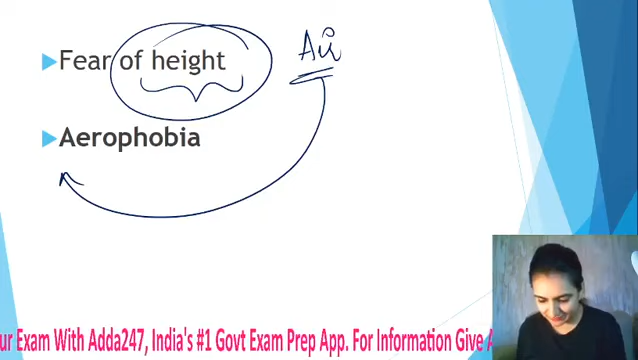 Fear of height
Air
Aerophobia
ur Exam With Adda247, India's #1 Govt Exam Prep App. For Information Give A